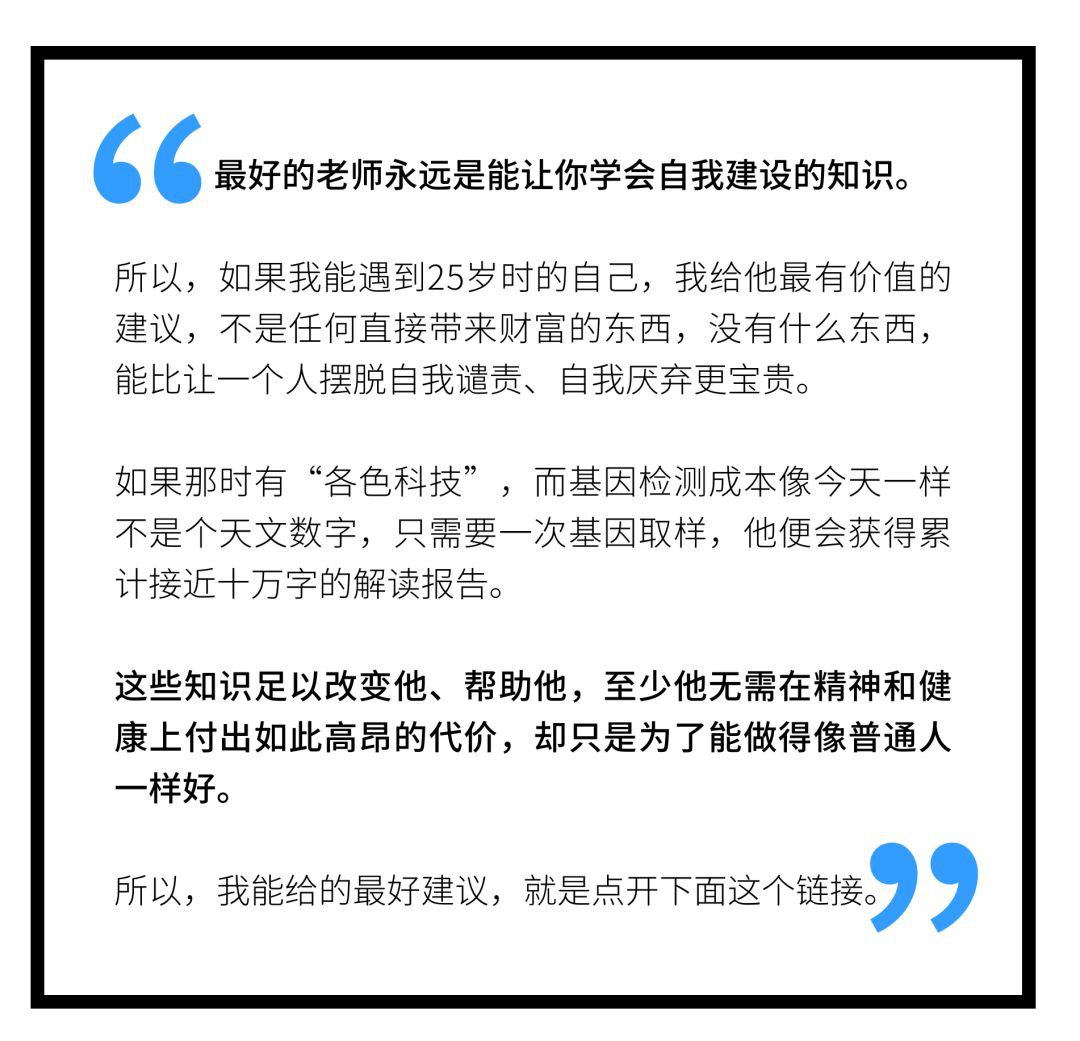 “最好的老师永远是能让你学会自我建设的知识。
所以，如果我能遇到25岁时的自己，我给他最有价值的
建议，不是任何直接带来财富的东西，没有什么东西，
能比让一个人摆脱自我谴责、自我厌弃更宝贵。
如果那时有“各色科技”，而基因检测成本像今天一样
不是个天文数字，只需要一次基因取样，他便会获得累
计接近十万字的解读报告。
这些知识足以改变他、帮助他，至少他无需在精神和健
康上付出如此高昂的代价，却只是为了能做得像普通人
一样好。
所以，我能给的最好建议，就是点开下面这个链接。”